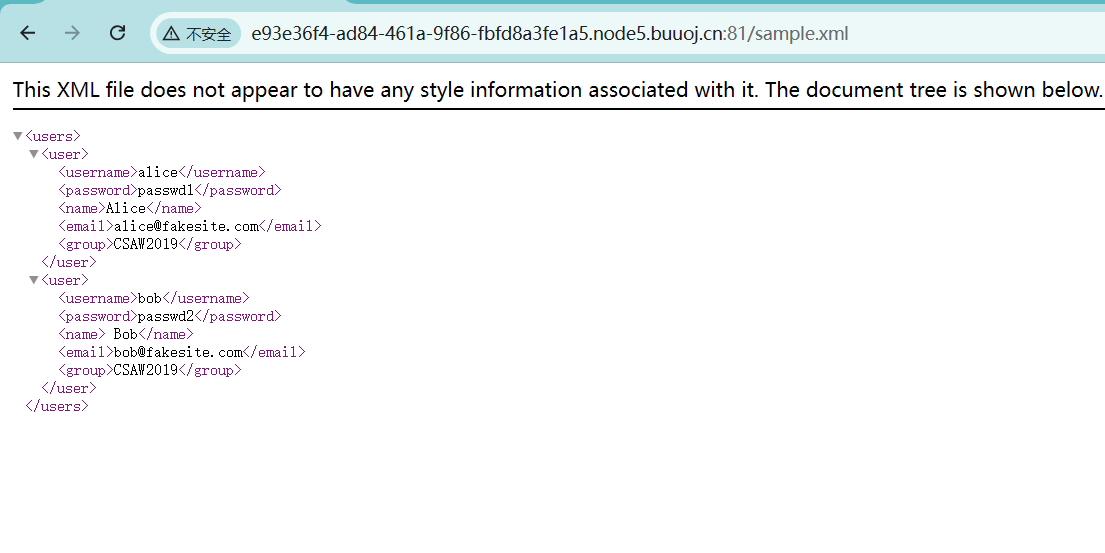 不安全 e93e36f4-ad84-461a-9f86-fbfd8a3fe1a5.node5.buuoj.cn:81/sample.xml
This XML file does not appear to have any style information associated with it. The document tree is shown below.
<users>
<user>
<username>alice</username>
<password>passwd1</password>
<name>Alice</name>
<email>alice@fakesite.com</email>
<group>CSAW2019</group>
</user>
<user>
<username>bob</username>
<password>passwd2</password>
<name> Bob</name>
<email>bob@fakesite.com</email>
<group>CSAW2019</group>
</user>
</users>